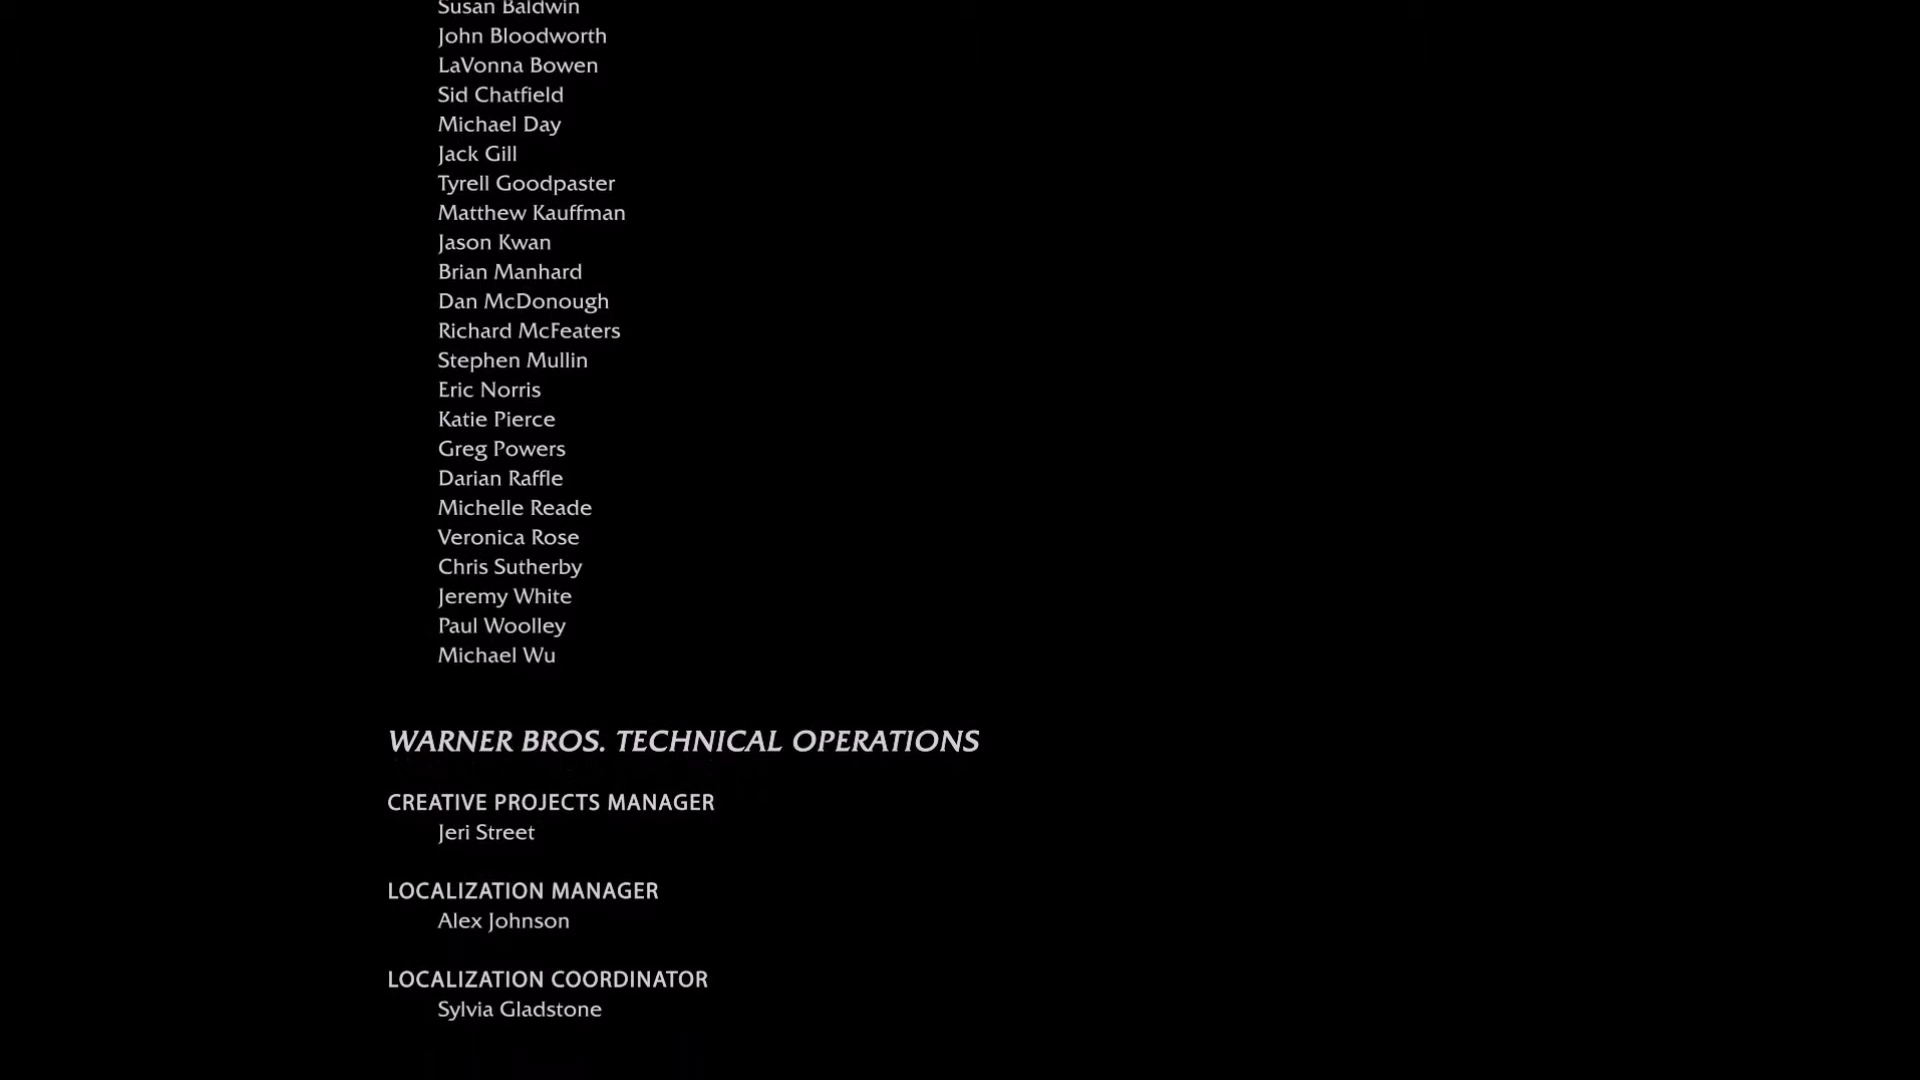 Susan Baldwin
John Bloodworth
LaVonna Bowen
Sid Chatfield
Michael Day
Jack Gill
Tyrell Goodpaster
Matthew Kauffman
Jason Kwan
Brian Manhard
Dan McDonough
Richard McFeaters
Stephen Mullin
Eric Norris
Katie Pierce
Greg Powers
Darian Raffle
Michelle Reade
Veronica Rose
Chris Sutherby
Jeremy White
Paul Woolley
Michael Wu
WARNER BROS. TECHNICAL OPERATIONS
CREATIVE PROJECTS MANAGER
Jeri Street
LOCALIZATION MANAGER
Alex Johnson
LOCALIZATION COORDINATOR
Sylvia Gladstone